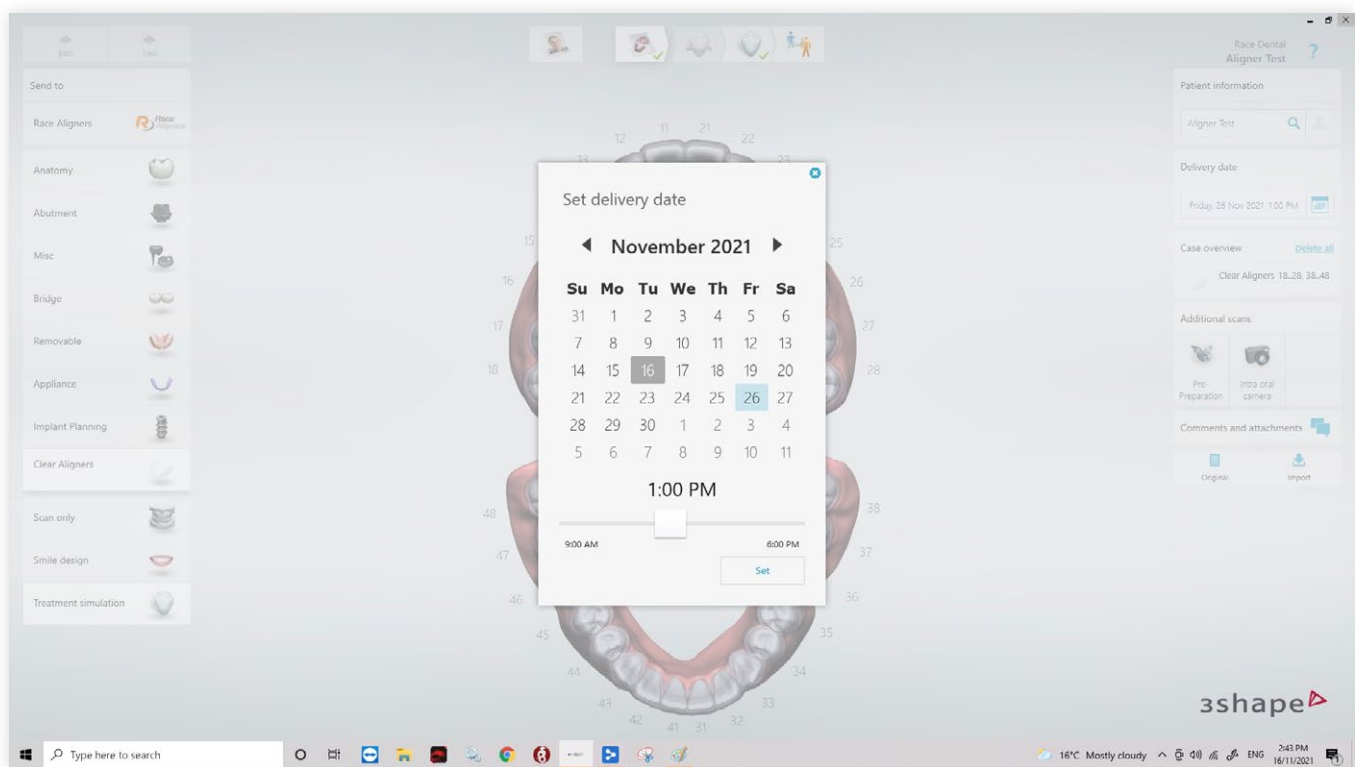 Back
Next
Send to
Race Aligners
Race Aligners
Anatomy
Abutment
Misc
Bridge
Removable
Appliance
Implant Planning
Clear Aligners
Scan only
Smile design
Treatment simulation
11 21
12 22
13 23
15 25
16 26
17 27
18 28
48 38
47 37
46 36
45 35
44 34
43 33
42 41 31 32
Set delivery date
November 2021
Su Mo Tu We Th Fr Sa
31 1 2 3 4 5 6
7 8 9 10 11 12 13
14 15 16 17 18 19 20
21 22 23 24 25 26 27
28 29 30 1 2 3 4
5 6 7 8 9 10 11
1:00 PM
9:00 AM 6:00 PM
Set
Race Dental
Aligner Test
?
Patient information
Aligner Test
Delivery date
Friday, 26 Nov 2021 1:00 PM
Case overview Delete all
Clear Aligners 18..28, 38..48
Additional scans
Pre-Preparation
Intra oral camera
Comments and attachments
Original
Import
3shape
Type here to search
16°C Mostly cloudy ENG 2:43 PM
16/11/2021